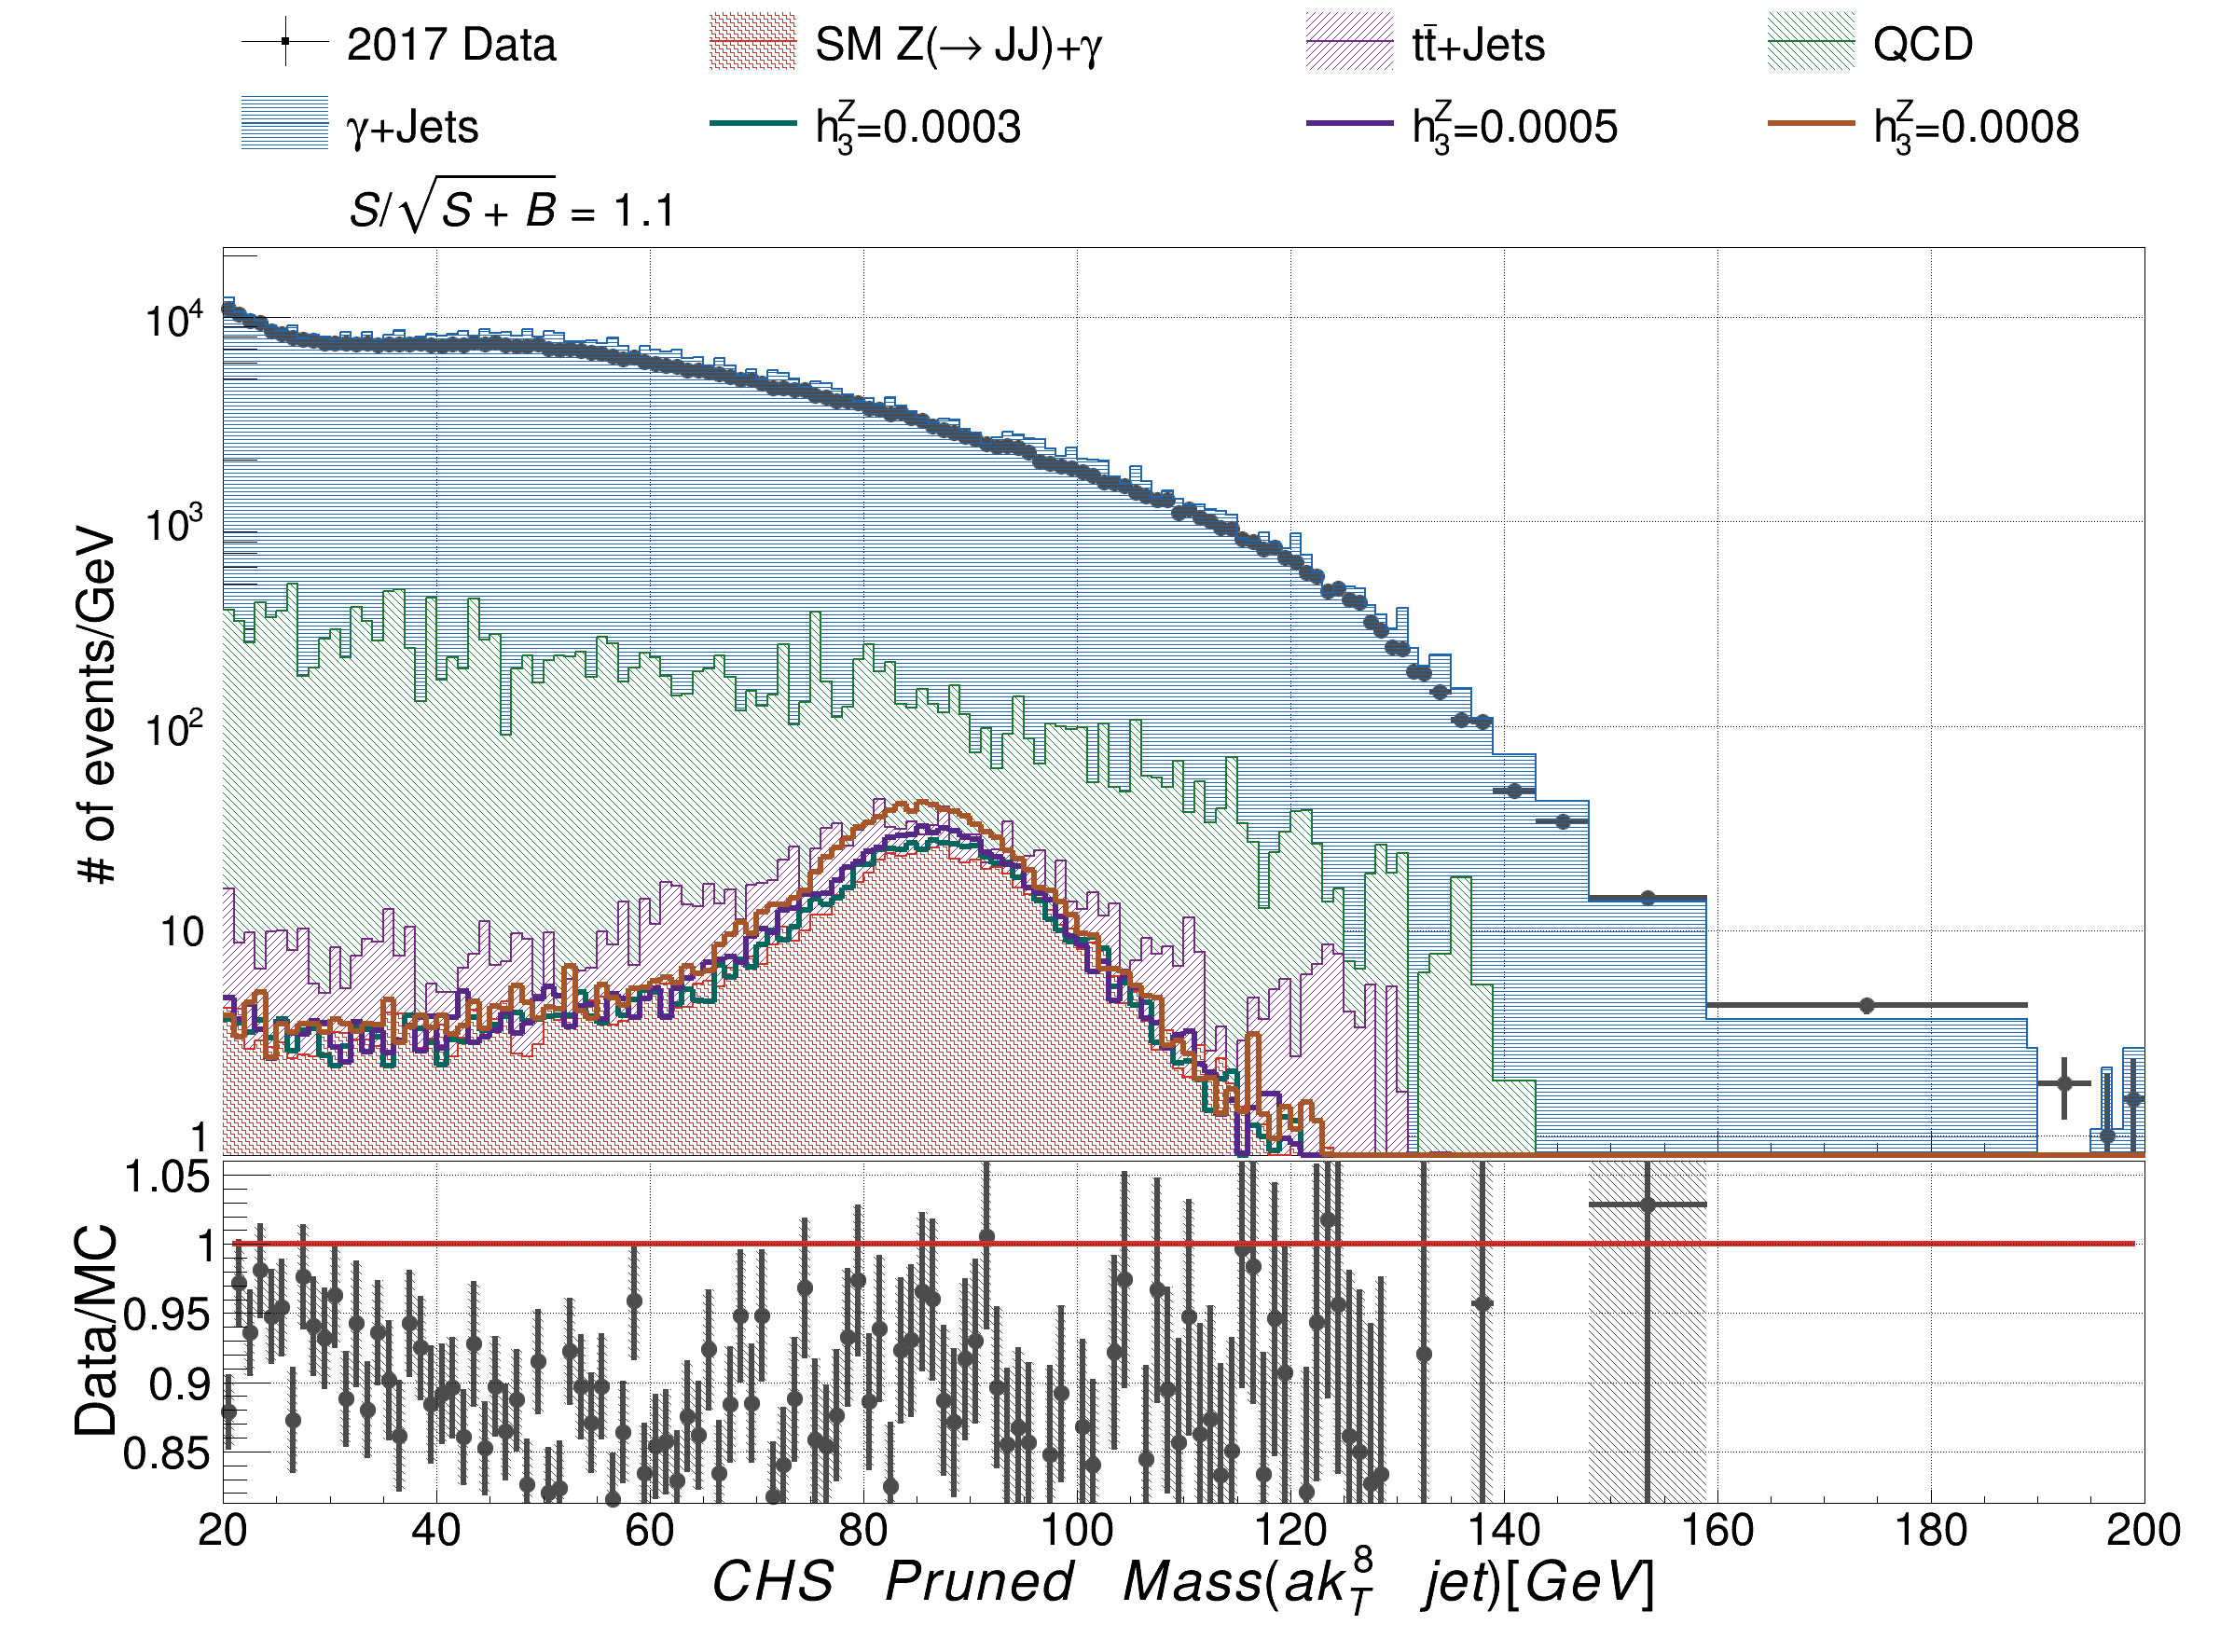 2017 Data SM Z(→ JJ)+γ tt̄+Jets QCD
γ+Jets h₃ᶻ=0.0003 h₃ᶻ=0.0005 h₃ᶻ=0.0008
S/√S + B = 1.1
# of events/GeV
10⁴
10³
10²
10
1
Data/MC
1.05
1
0.95
0.9
0.85
20 40 60 80 100 120 140 160 180 200
CHS Pruned Mass(ak_T^8 jet)[GeV]